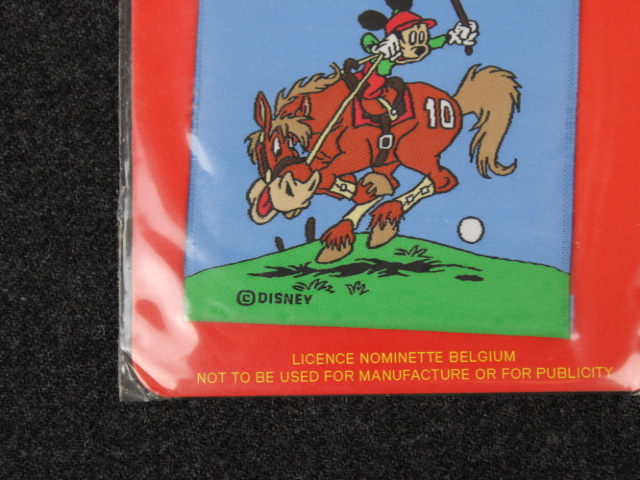 10
©DISNEY
LICENCE NOMINETTE BELGIUM
NOT TO BE USED FOR MANUFACTURE OR FOR PUBLICITY